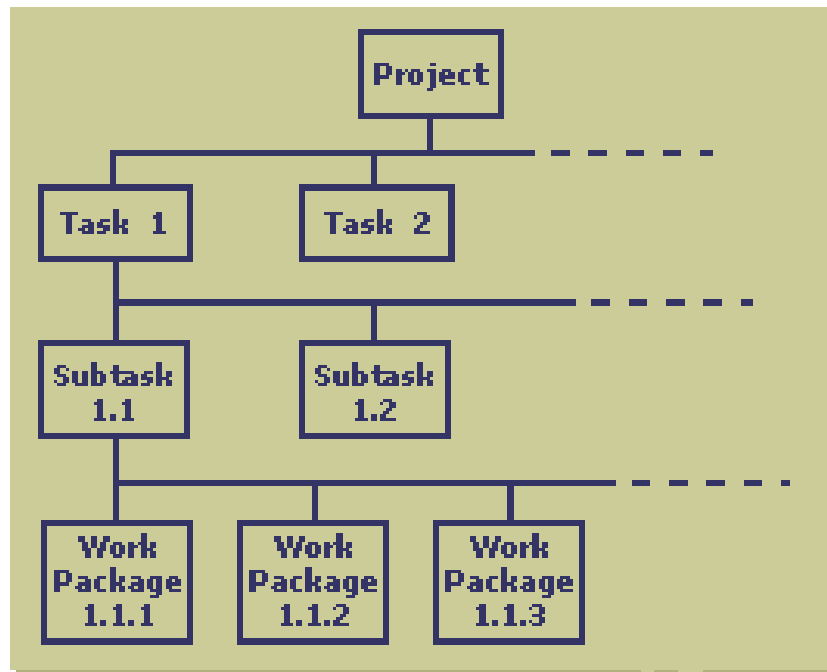 Project
Task 1
Task 2
Subtask
1.1
Subtask
1.2
Work
Package
1.1.1
Work
Package
1.1.2
Work
Package
1.1.3